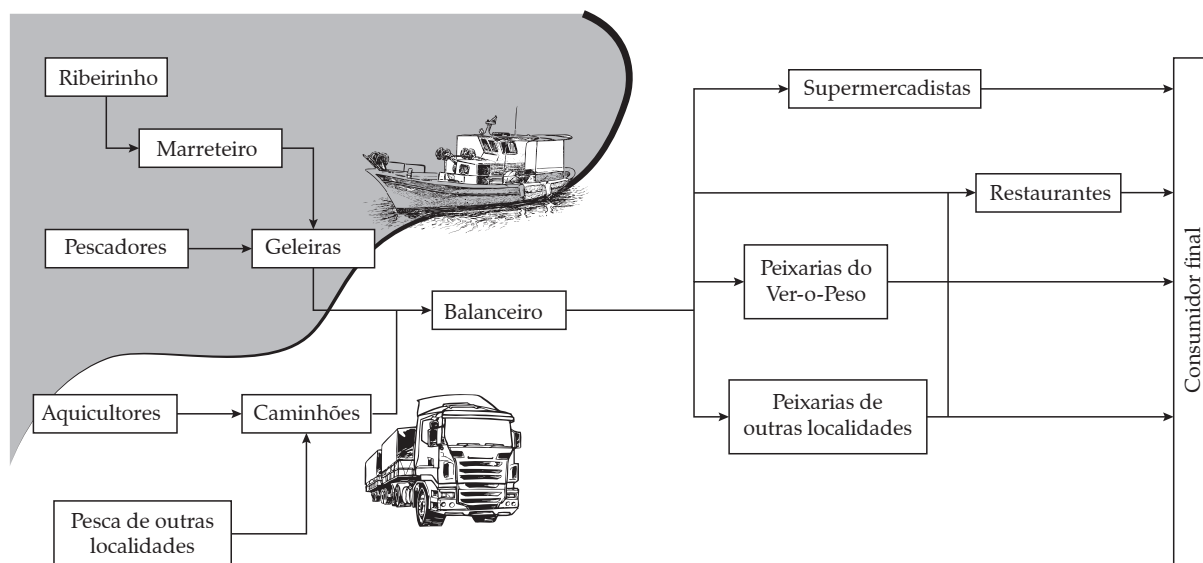 Ribeirinho
Marreteiro
Pescadores
Geleiras
Aquicultores
Caminhões
Pesca de outras
localidades
Balanceiro
Supermercadistas
Restaurantes
Peixarias do
Ver-o-Peso
Peixarias de
outras localidades
Consumidor final